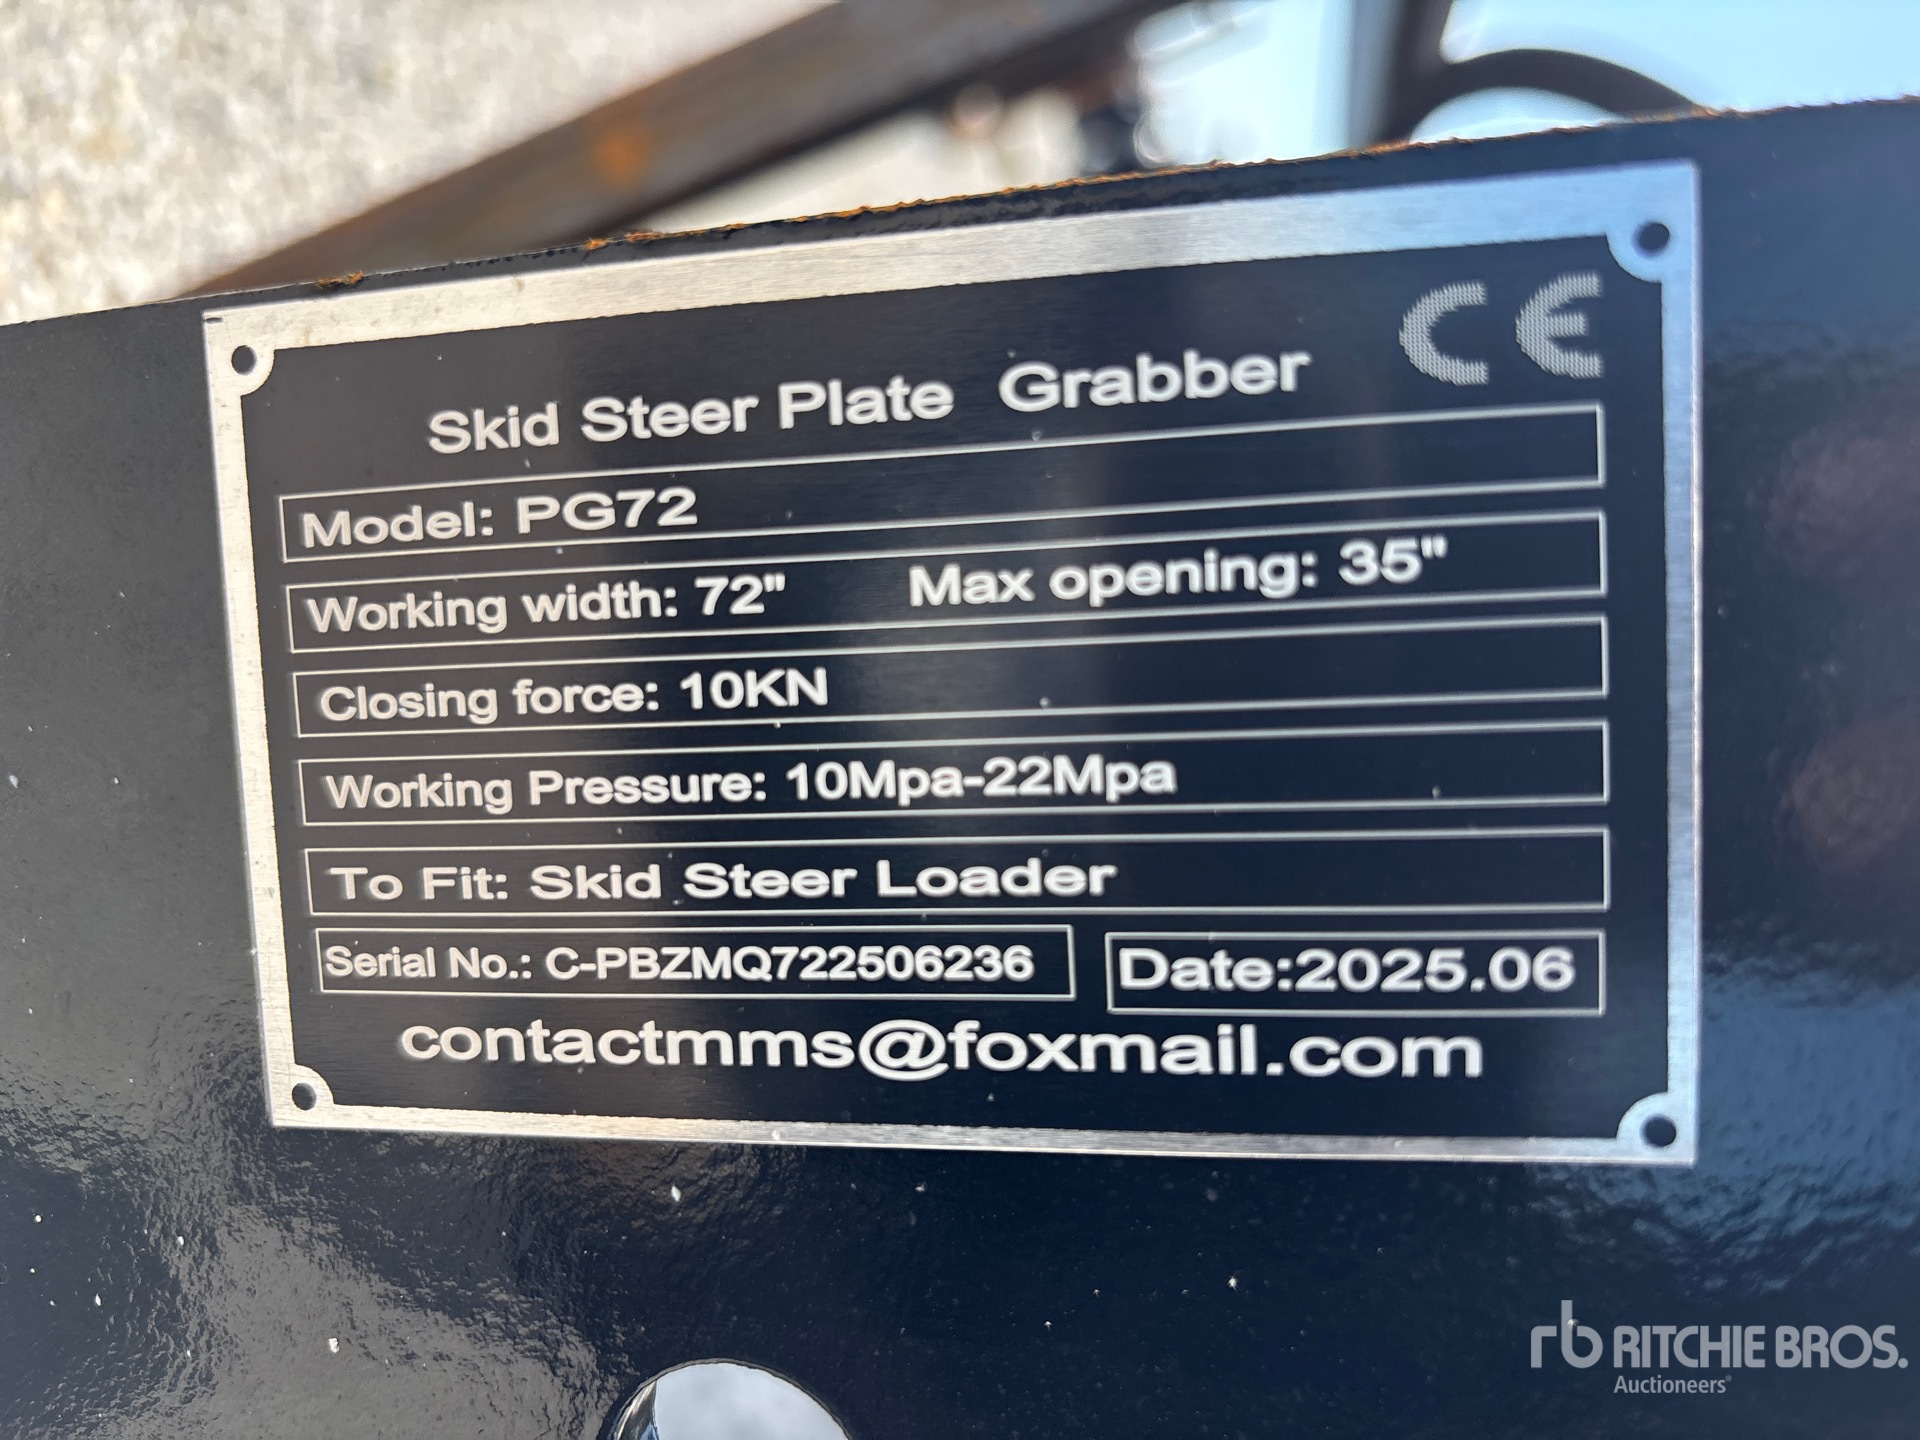 CE
Skid Steer Plate Grabber
Model: PG72
Working width: 72" Max opening: 35"
Closing force: 10KN
Working Pressure: 10Mpa-22Mpa
To Fit: Skid Steer Loader
Serial No.: C-PBZMQ722506236 Date:2025.06
contactmms@foxmail.com
rb RITCHIE BROS.
Auctioneers